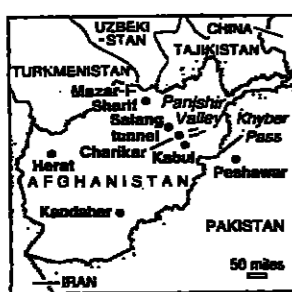 UZBEKI
-STAN
CHINA
TAJIKISTAN
TURKMENISTAN
Mazar-i-
Sharif
Panjshir
Valley
Salang
tunnel
Khyber
Pass
Charikar
Kabul
Herat
Peshawar
AFGHANISTAN
Kandahar
PAKISTAN
50 miles
IRAN